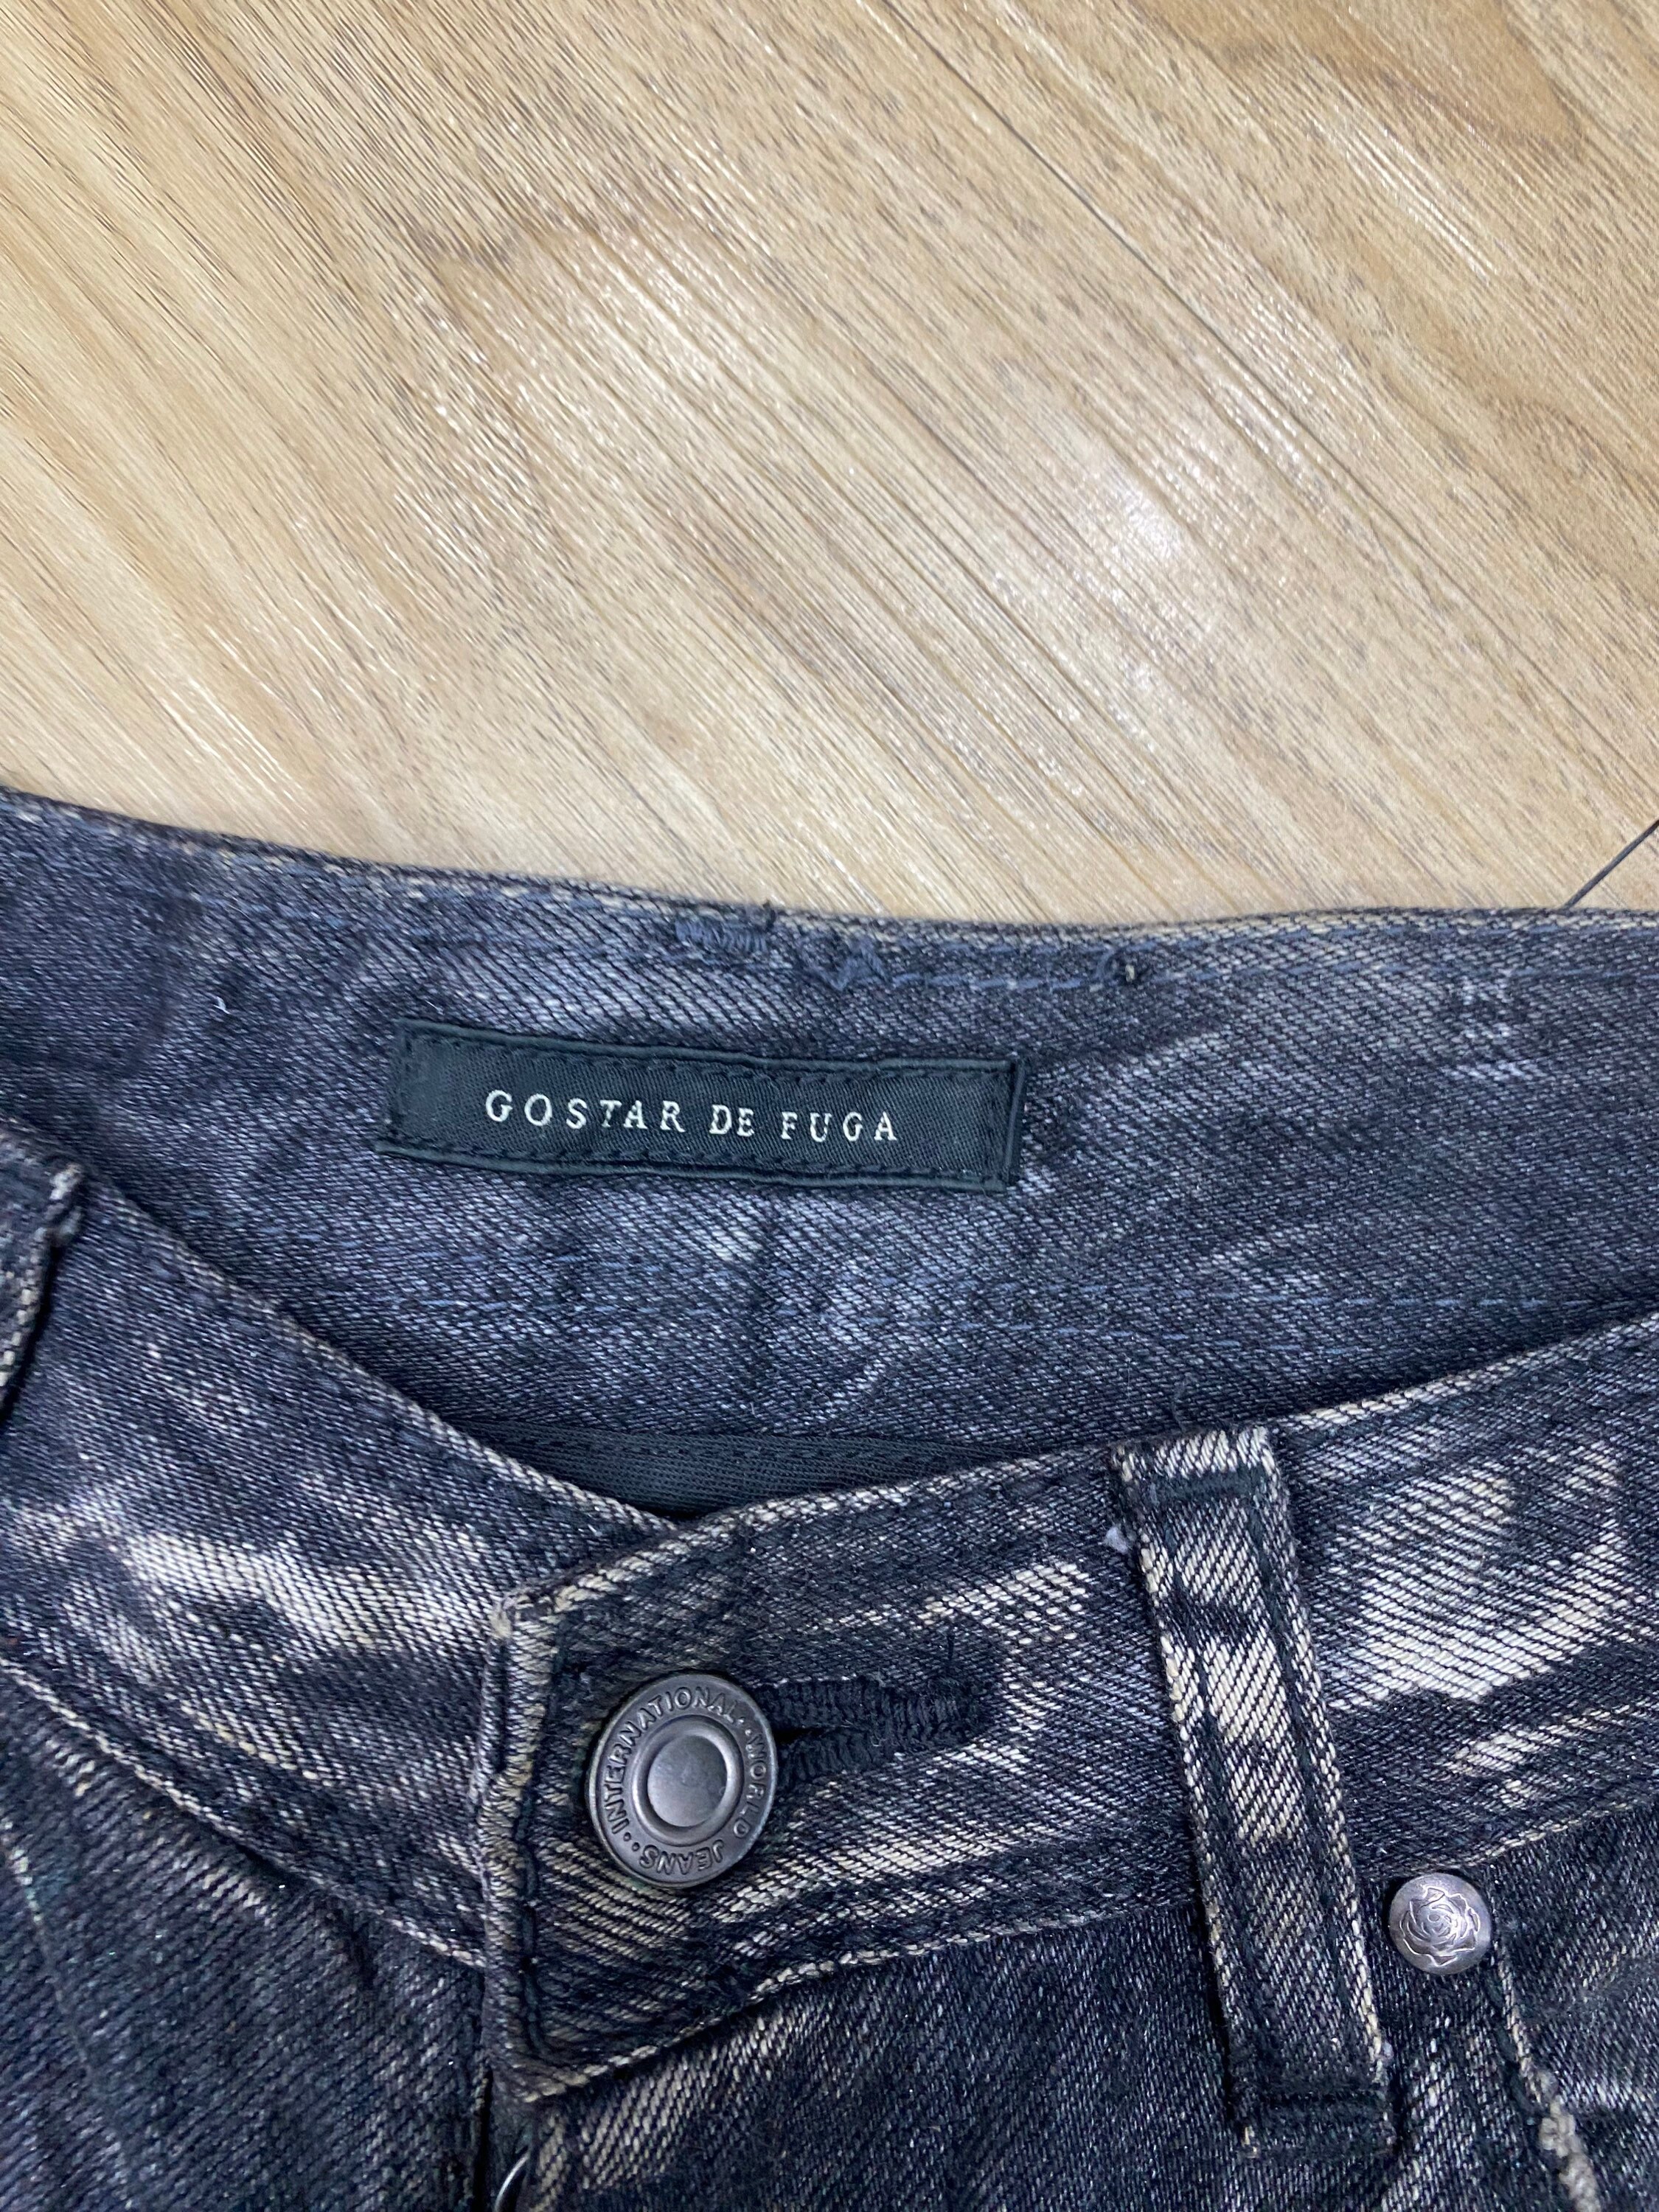 GOSTAR DE FUGA
INTERNATIONAL··WORLD JEANS··